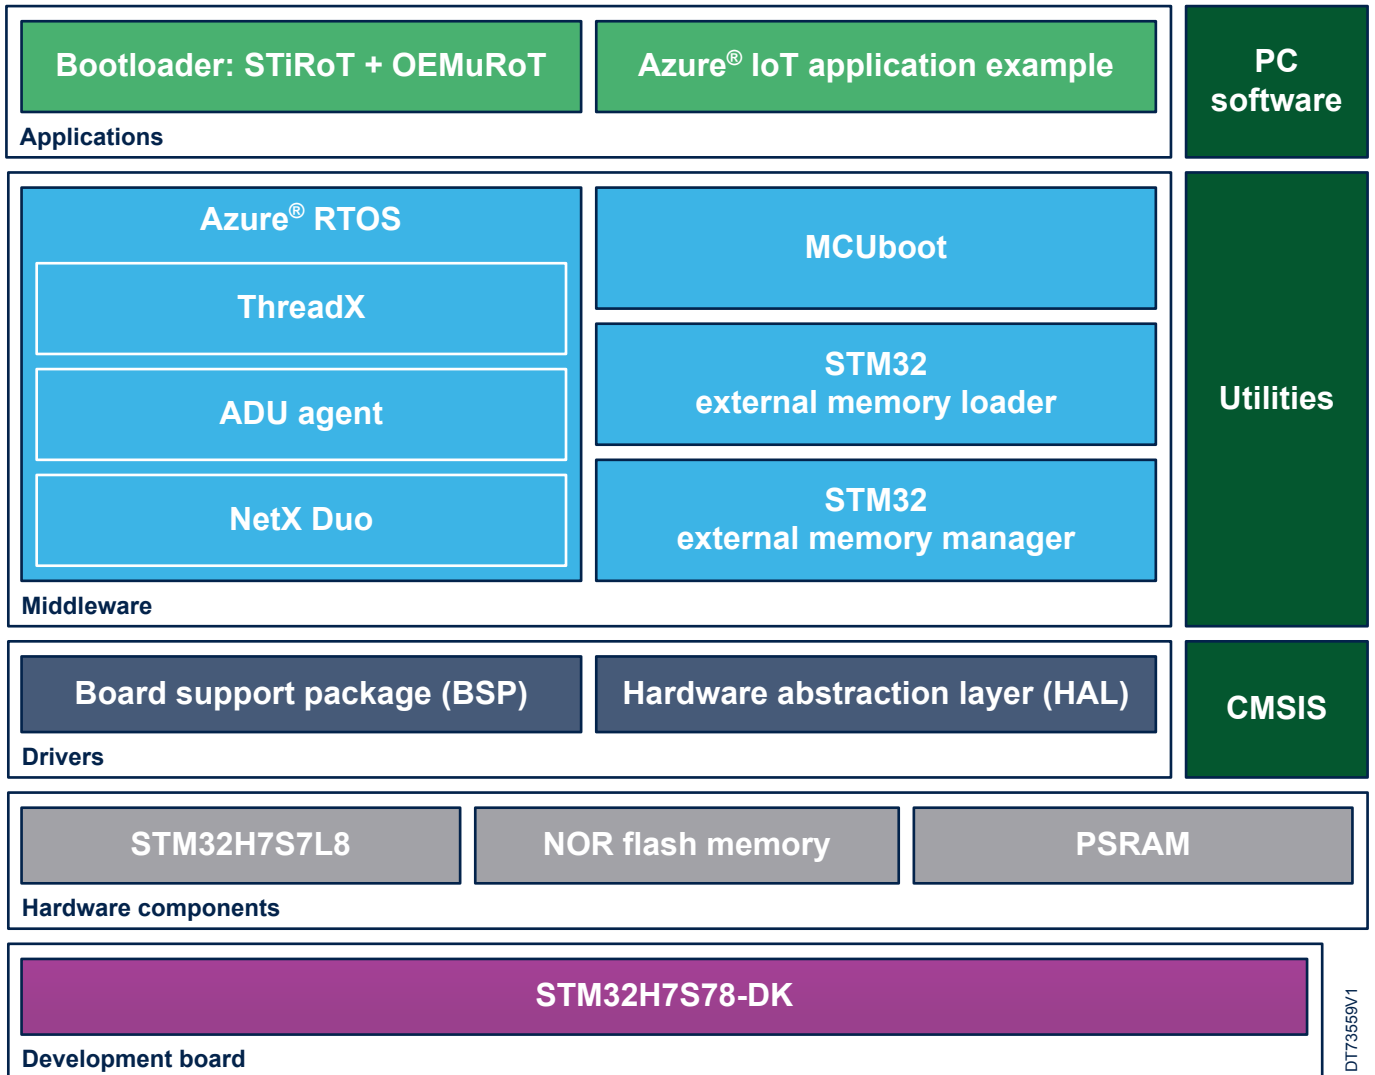 Bootloader: STiRoT + OEMuRoT
Azure® IoT application example
PC
software
Applications
Azure® RTOS
ThreadX
ADU agent
NetX Duo
MCUboot
STM32
external memory loader
STM32
external memory manager
Utilities
Middleware
Board support package (BSP)
Hardware abstraction layer (HAL)
CMSIS
Drivers
STM32H7S7L8
NOR flash memory
PSRAM
Hardware components
STM32H7S78-DK
Development board
DT73559V1